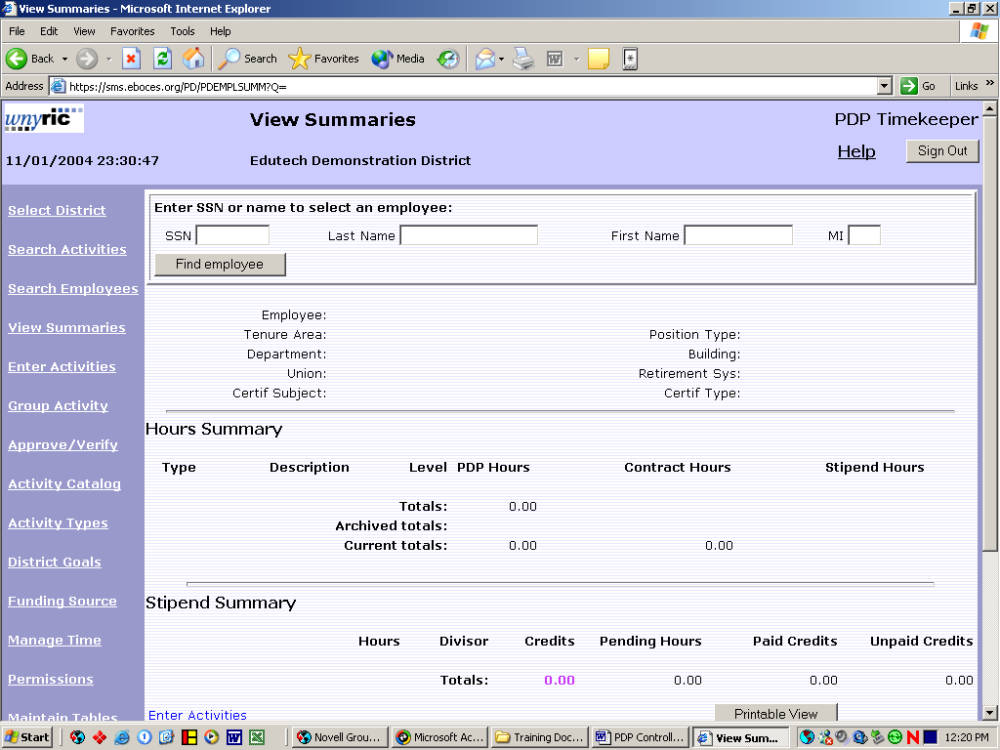 View Summaries - Microsoft Internet Explorer
File Edit View Favorites Tools Help
Back Search Favorites Media
Address https://sms.eboces.org/PD/PDEMPLSUMM?Q= Go Links »
wnyric View Summaries PDP Timekeeper
Help Sign Out
11/01/2004 23:30:47 Edutech Demonstration District
Select District
Search Activities
Search Employees
View Summaries
Enter Activities
Group Activity
Approve/Verify
Activity Catalog
Activity Types
District Goals
Funding Source
Manage Time
Permissions
Maintain Tables
Enter SSN or name to select an employee:
SSN Last Name First Name MI
Find employee
Employee:
Tenure Area: Position Type:
Department: Building:
Union: Retirement Sys:
Certif Subject: Certif Type:
Hours Summary
Type Description Level PDP Hours Contract Hours Stipend Hours
Totals: 0.00
Archived totals:
Current totals: 0.00 0.00
Stipend Summary
Hours Divisor Credits Pending Hours Paid Credits Unpaid Credits
Totals: 0.00 0.00 0.00 0.00
Enter Activities Printable View
Start Novell Grou... Microsoft Ac... Training Doc... PDP Controll... View Sum... 12:20 PM